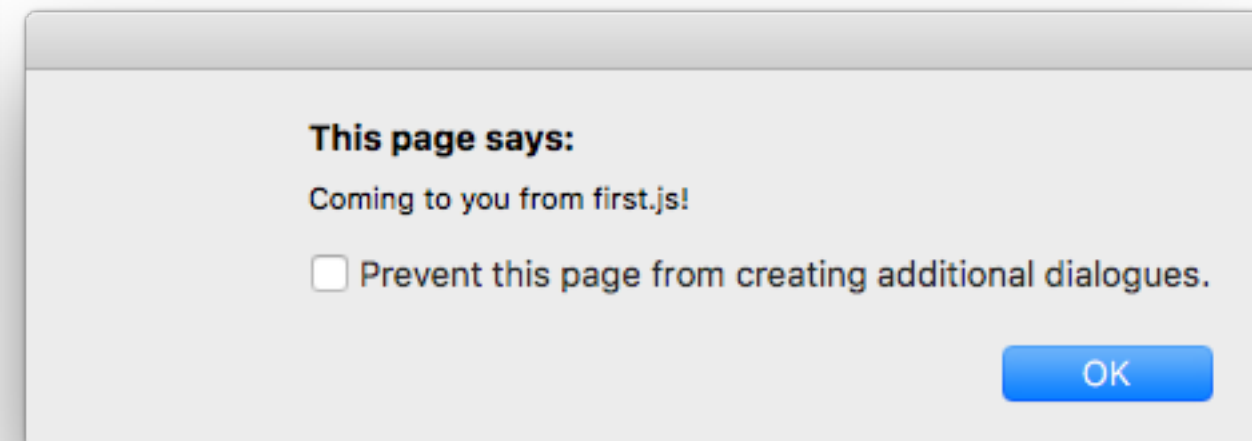 This page says:
Coming to you from first.js!
Prevent this page from creating additional dialogues.
OK